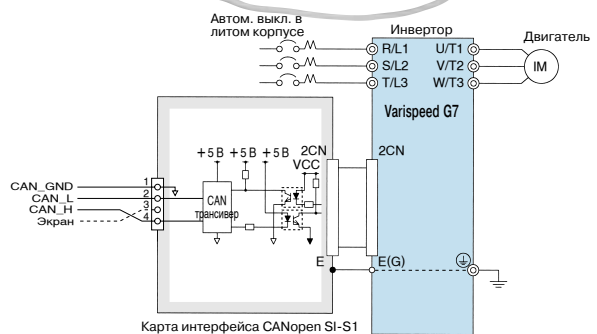 Автом. выкл. в
литом корпусе
Инвертор
Двигатель
R/L1 U/T1
S/L2 V/T2
T/L3 W/T3
IM
Varispeed G7
+5В +5В +5В 2CN
VCC
2CN
CAN_GND 1
CAN_L 2
CAN_H 3
Экран 4
CAN
трансивер
E E(G)
Карта интерфейса CANopen SI-S1